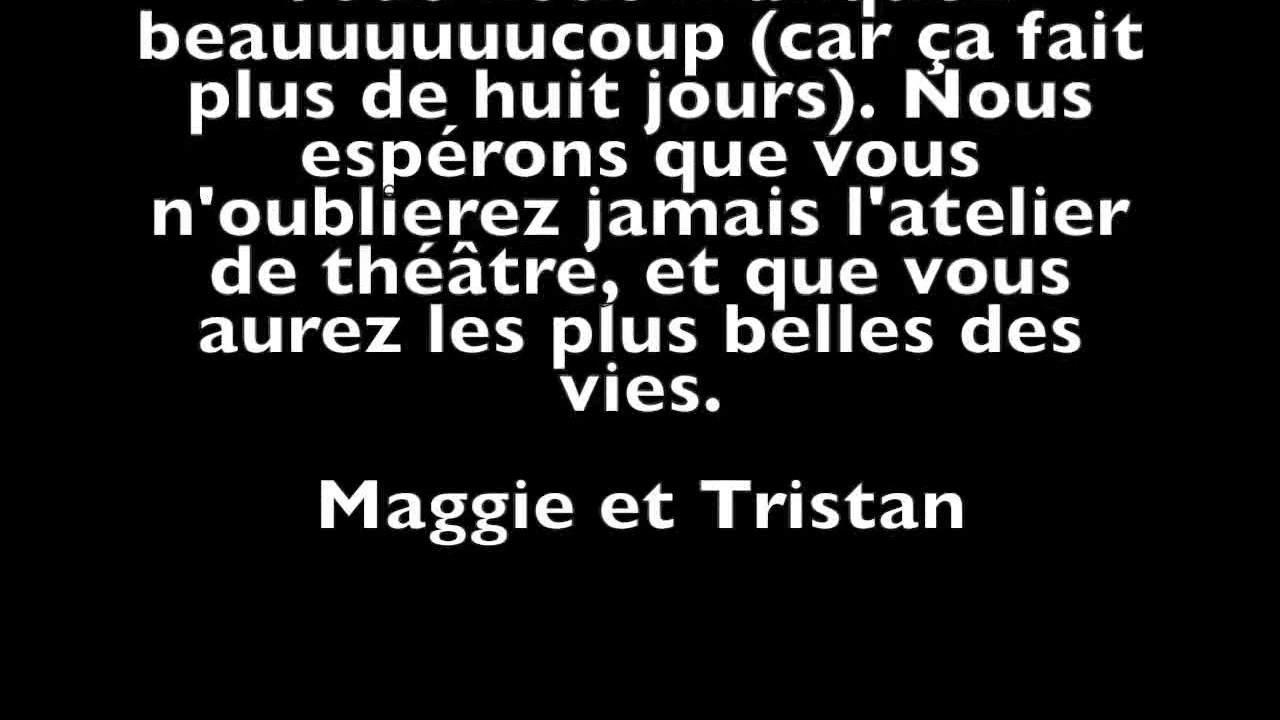 beauuuuuucoup (car ça fait
plus de huit jours). Nous
espérons que vous
n'oublierez jamais l'atelier
de théâtre, et que vous
aurez les plus belles des
vies.
Maggie et Tristan